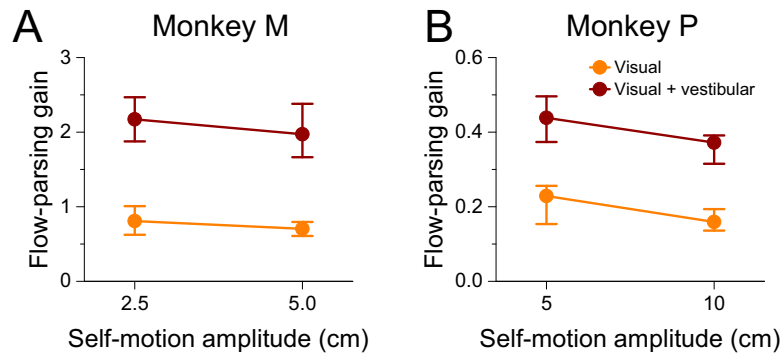 A
Monkey M
Flow-parsing gain
3
2
1
0
2.5
5.0
Self-motion amplitude (cm)
B
Monkey P
Visual
Visual + vestibular
Flow-parsing gain
0.6
0.4
0.2
0.0
5
10
Self-motion amplitude (cm)